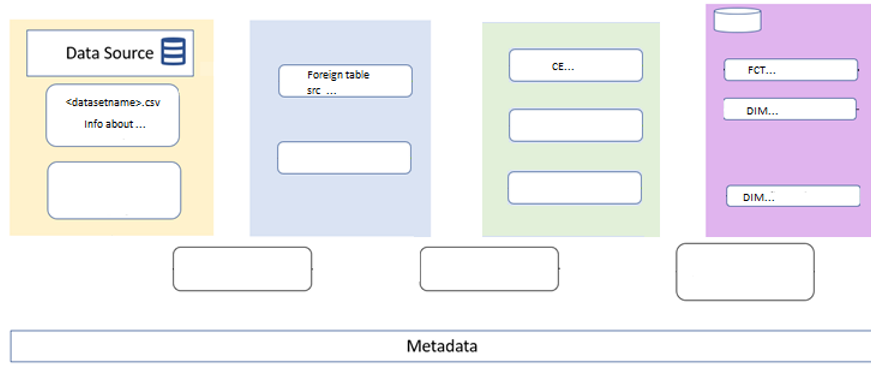 Data Source
<datasetname>.csv
Info about ...
Foreign table
src ...
CE...
FCT...
DIM...
DIM...
Metadata